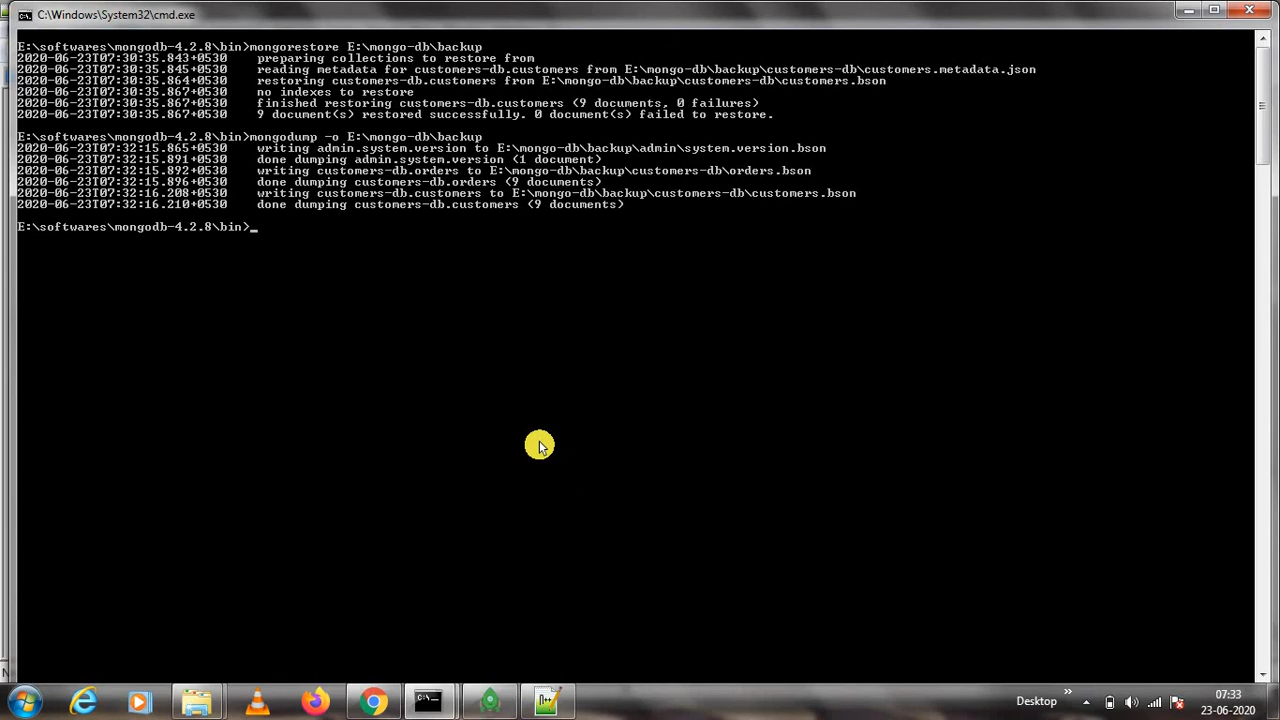 C:\Windows\System32\cmd.exe
E:\softwares\mongodb-4.2.8\bin>mongorestore E:\mongo-db\backup
2020-06-23T07:30:35.843+0530 preparing collections to restore from
2020-06-23T07:30:35.845+0530 reading metadata for customers-db.customers from E:\mongo-db\backup\customers-db\customers.metadata.json
2020-06-23T07:30:35.864+0530 restoring customers-db.customers from E:\mongo-db\backup\customers-db\customers.bson
2020-06-23T07:30:35.867+0530 no indexes to restore
2020-06-23T07:30:35.867+0530 finished restoring customers-db.customers (9 documents, 0 failures)
2020-06-23T07:30:35.867+0530 9 document(s) restored successfully. 0 document(s) failed to restore.
E:\softwares\mongodb-4.2.8\bin>mongodump -o E:\mongo-db\backup
2020-06-23T07:32:15.865+0530 writing admin.system.version to E:\mongo-db\backup\admin\system.version.bson
2020-06-23T07:32:15.891+0530 done dumping admin.system.version (1 document)
2020-06-23T07:32:15.892+0530 writing customers-db.orders to E:\mongo-db\backup\customers-db\orders.bson
2020-06-23T07:32:15.896+0530 done dumping customers-db.orders (9 documents)
2020-06-23T07:32:16.208+0530 writing customers-db.customers to E:\mongo-db\backup\customers-db\customers.bson
2020-06-23T07:32:16.210+0530 done dumping customers-db.customers (9 documents)
E:\softwares\mongodb-4.2.8\bin>_
Desktop
07:33
23-06-2020